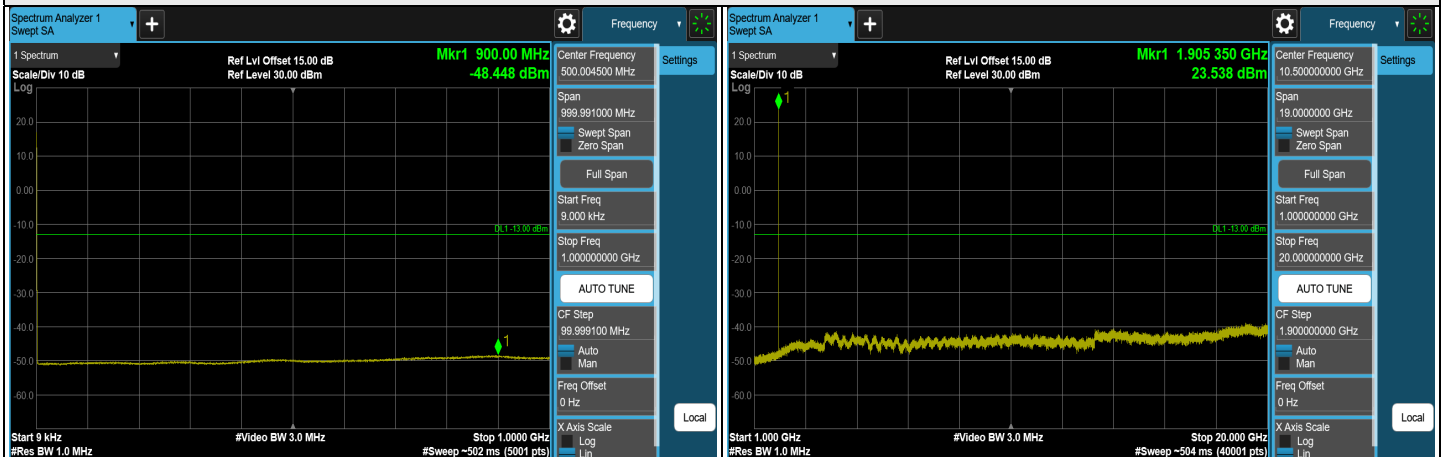 Spectrum Analyzer 1
Swept SA
+
Frequency
1 Spectrum
Ref Lvl Offset 15.00 dB
Ref Level 30.00 dBm
Mkr1 900.00 MHz
-48.448 dBm
Scale/Div 10 dB
Log
20.0
10.0
0.00
-10.0
-20.0
-30.0
-40.0
-50.0
-60.0
DL1 -13.00 dBm
1
Start 9 kHz
#Res BW 1.0 MHz
#Video BW 3.0 MHz
Stop 1.0000 GHz
#Sweep ~502 ms (5001 pts)
Center Frequency
500.004500 MHz
Settings
Span
999.991000 MHz
Swept Span
Zero Span
Full Span
Start Freq
9.000 kHz
Stop Freq
1.000000000 GHz
AUTO TUNE
CF Step
99.999100 MHz
Auto
Man
Freq Offset
0 Hz
X Axis Scale
Log
Lin
Local
Spectrum Analyzer 1
Swept SA
+
Frequency
1 Spectrum
Ref Lvl Offset 15.00 dB
Ref Level 30.00 dBm
Mkr1 1.905 350 GHz
23.538 dBm
Scale/Div 10 dB
Log
1
20.0
10.0
0.00
-10.0
-20.0
-30.0
-40.0
-50.0
-60.0
DL1 -13.00 dBm
Start 1.000 GHz
#Res BW 1.0 MHz
#Video BW 3.0 MHz
Stop 20.000 GHz
#Sweep ~504 ms (40001 pts)
Center Frequency
10.500000000 GHz
Settings
Span
19.0000000 GHz
Swept Span
Zero Span
Full Span
Start Freq
1.000000000 GHz
Stop Freq
20.000000000 GHz
AUTO TUNE
CF Step
1.900000000 GHz
Auto
Man
Freq Offset
0 Hz
X Axis Scale
Log
Lin
Local